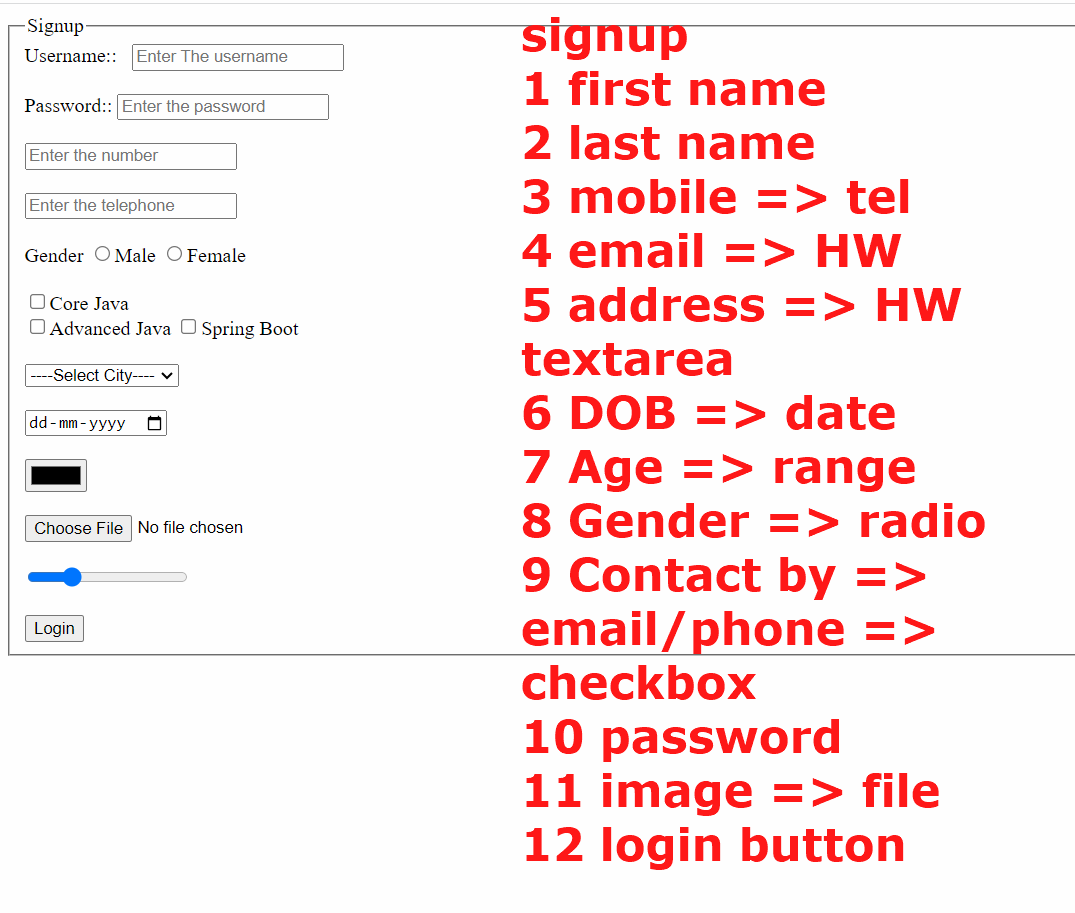 Signup
Username:: Enter The username
Password:: Enter the password
Enter the number
Enter the telephone
Gender Male Female
Core Java
Advanced Java Spring Boot
----Select City----
dd-mm-yyyy
Choose File No file chosen
Login
signup
1 first name
2 last name
3 mobile => tel
4 email => HW
5 address => HW
textarea
6 DOB => date
7 Age => range
8 Gender => radio
9 Contact by =>
email/phone =>
checkbox
10 password
11 image => file
12 login button